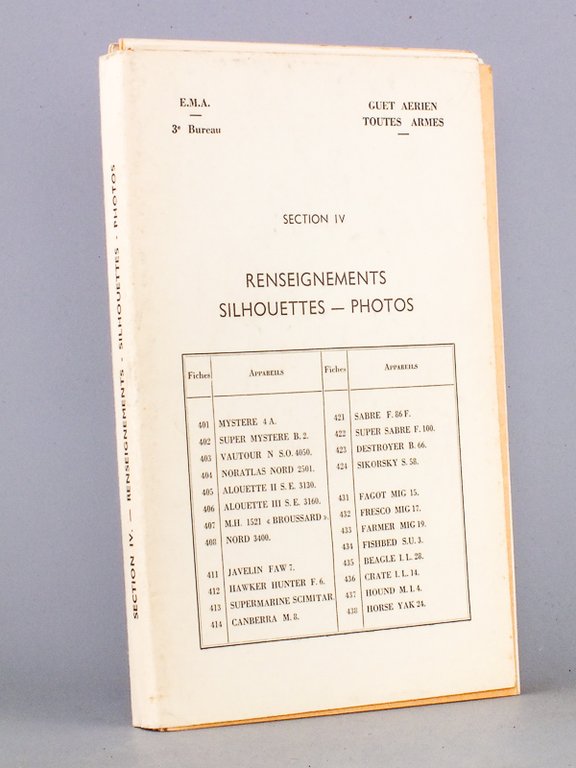 E.M.A.
3e Bureau
GUET AERIEN
TOUTES ARMES
SECTION IV
RENSEIGNEMENTS
SILHOUETTES — PHOTOS
Fiches APPAREILS
401 MYSTERE 4 A.
402 SUPER MYSTERE B. 2.
403 VAUTOUR N S.O. 4050.
404 NORATLAS NORD 2501.
405 ALOUETTE II S. E. 3130.
406 ALOUETTE III S. E. 3160.
407 M.H. 1521 « BROUSSARD ».
408 NORD 3400.
411 JAVELIN FAW 7.
412 HAWKER HUNTER F. 6.
413 SUPERMARINE SCIMITAR.
414 CANBERRA M. 8.
Fiches APPAREILS
421 SABRE F. 86 F.
422 SUPER SABRE F. 100.
423 DESTROYER B. 66.
424 SIKORSKY S. 58.
431 FAGOT MIG 15.
432 FRESCO MIG 17.
433 FARMER MIG 19.
434 FISHBED S.U. 3.
435 BEAGLE I. L. 28.
436 CRATE I. L. 14.
437 HOUND M. I. 4.
438 HORSE YAK 24.
SECTION IV. — RENSEIGNEMENTS - SILHOUETTES - PHOTOS